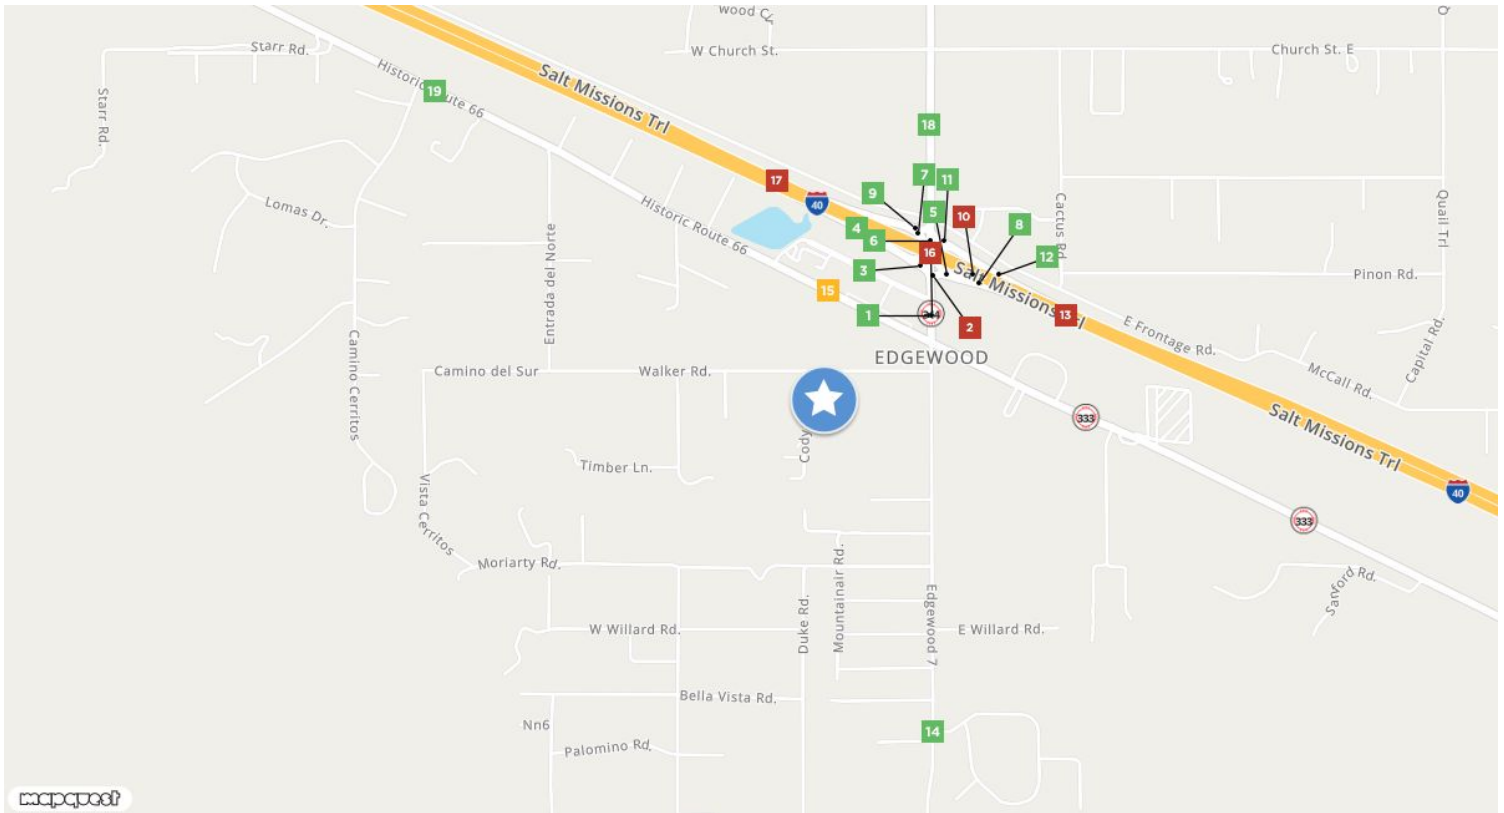 Wood C
W Church St.
Church St. E
Q
Starr Rd.
Historic Route 66
Salt Missions Trl
Starr Rd.
19
18
17
40
7
11
9
5
10
Lomas Dr.
Historic Route 66
4
6
8
Cactus Rd
Quail Trl
Entrada del Norte
16
3
12
Salt Missions Trl
Pinon Rd.
15
1
2
13
E Frontage Rd.
EDGEWOOD
Camino Cerritos
Camino del Sur
Walker Rd.
McCall Rd.
Capital Rd.
333
Salt Missions Trl
Cody
Timber Ln.
40
Vista Cerritos
333
Moriarty Rd.
Mountainair Rd.
Duke Rd.
Edgewood 7
Sanford Rd.
W Willard Rd.
E Willard Rd.
Bella Vista Rd.
Nn6
Palomino Rd.
14
mapquest